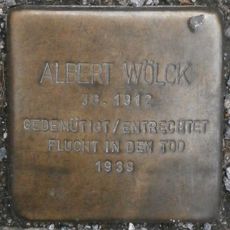 ALBERT WÖLCK
JG. 1912
GEDEMÜTIGT/ENTRECHTET
FLUCHT IN DEN TOD
1939